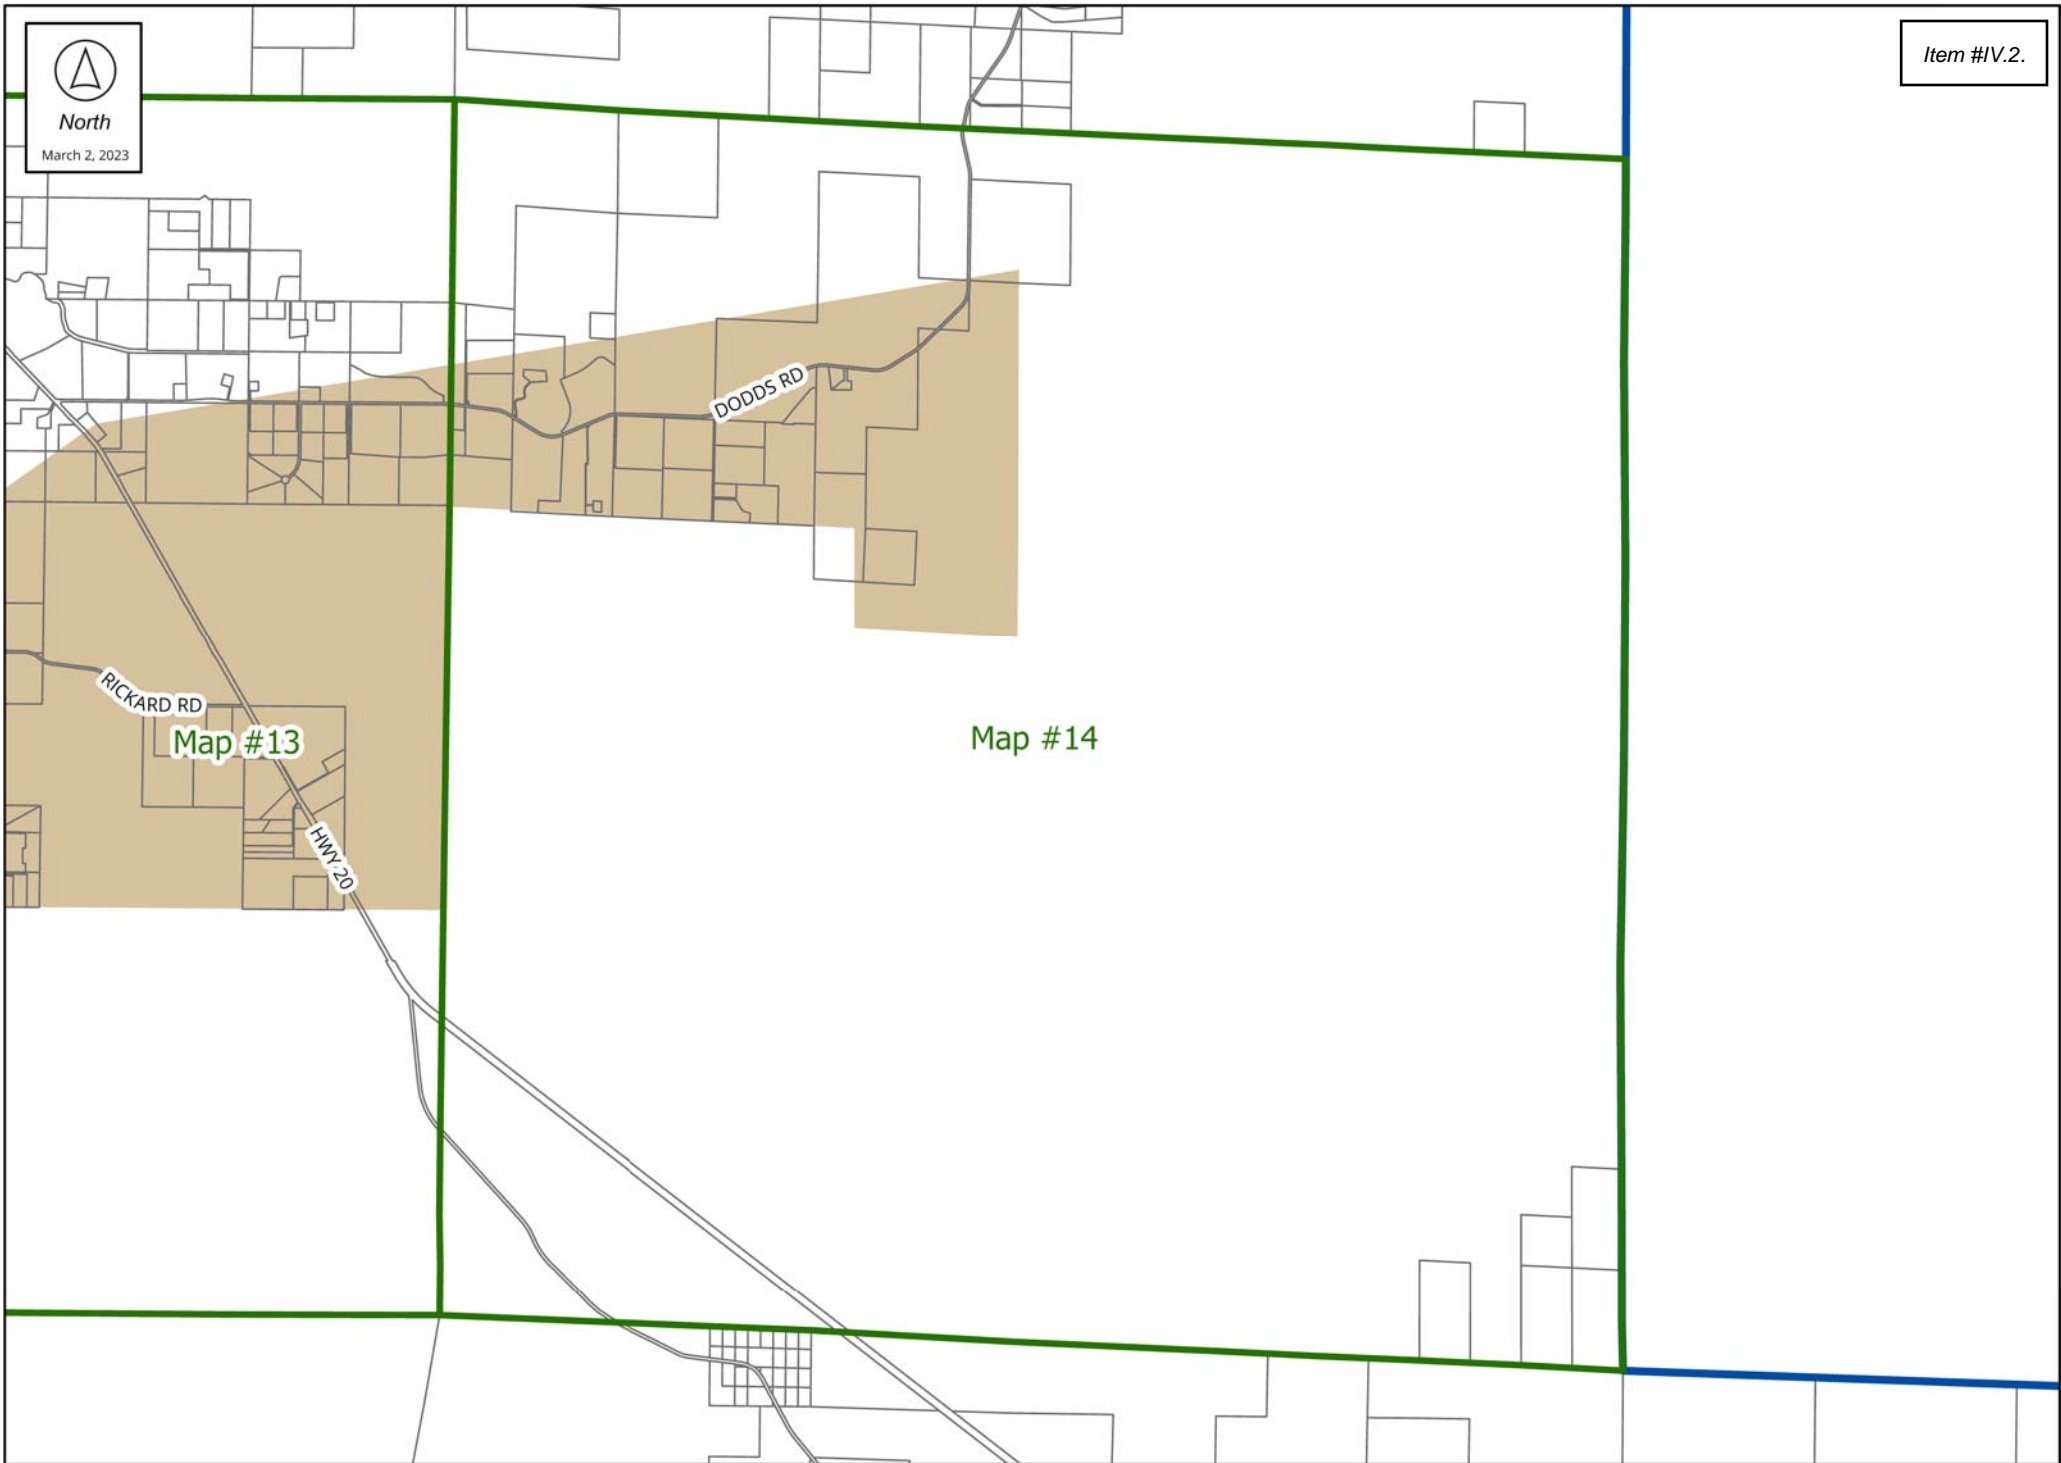 Item #IV.2.
North
March 2, 2023
DODDS RD
RICKARD RD
Map #13
Map #14
HWY 20